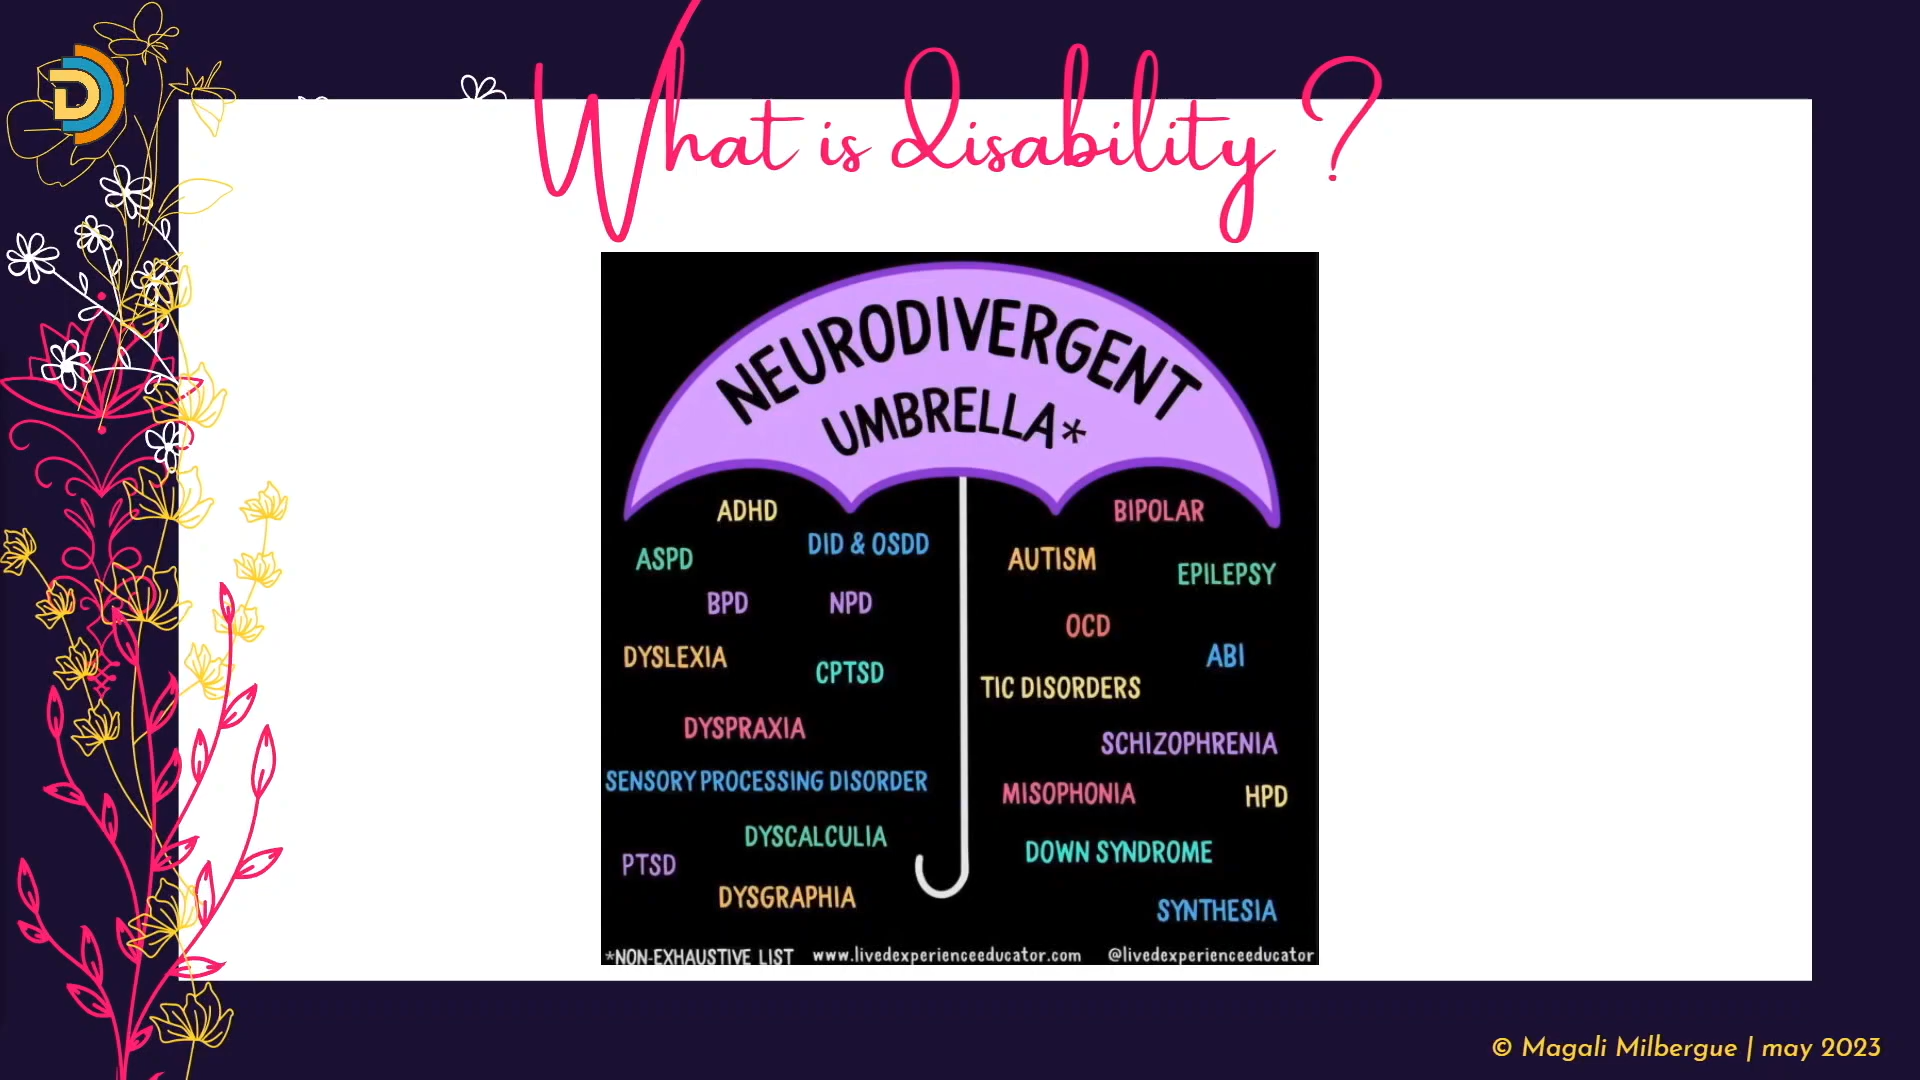 What is disability ?
NEURODIVERGENT
UMBRELLA*
ADHD
DID & OSDD
ASPD
BPD
NPD
DYSLEXIA
CPTSD
DYSPRAXIA
SENSORY PROCESSING DISORDER
DYSCALCULIA
PTSD
DYSGRAPHIA
BIPOLAR
AUTISM
EPILEPSY
OCD
ABI
TIC DISORDERS
SCHIZOPHRENIA
MISOPHONIA
HPD
DOWN SYNDROME
SYNTHESIA
*NON-EXHAUSTIVE LIST
www.livedexperienceeducator.com
@livedexperienceeducator
© Magali Milbergue | may 2023
D